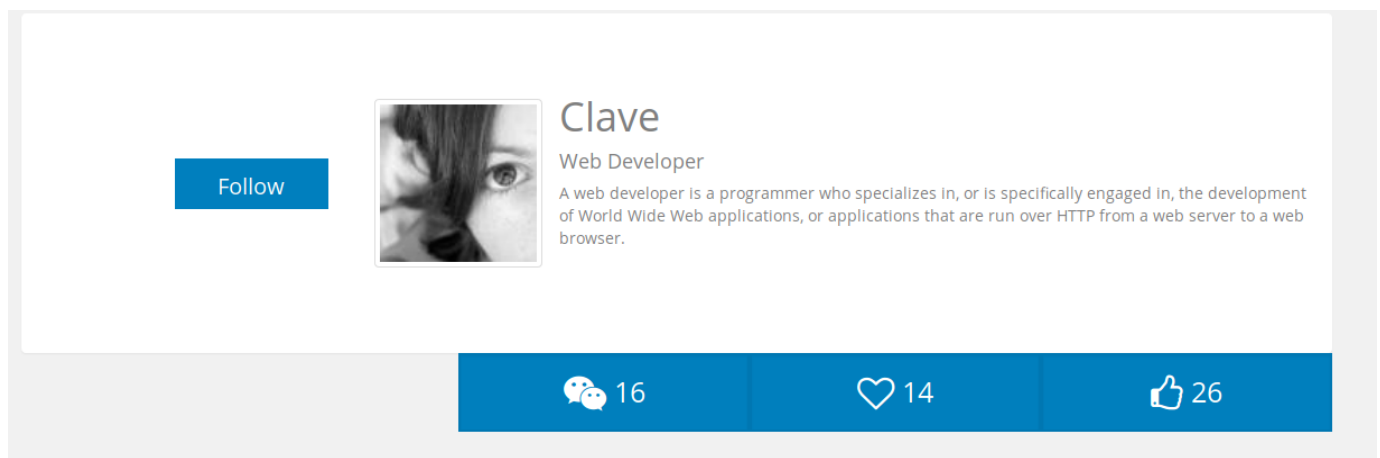 Follow
Clave
Web Developer
A web developer is a programmer who specializes in, or is specifically engaged in, the development
of World Wide Web applications, or applications that are run over HTTP from a web server to a web
browser.
16
14
26